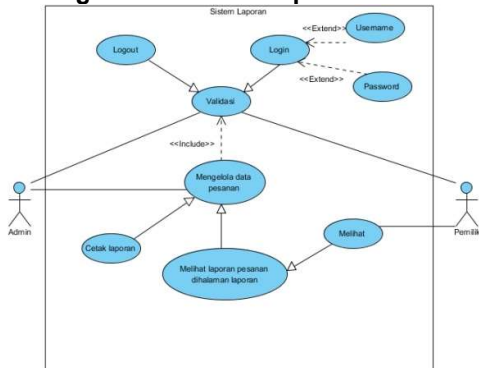 Sistem Laporan
<<Extend>>
Username
Logout
Login
<<Extend>>
Password
Validasi
<<Include>>
Mengelola data
pesanan
Admin
Pemilik
Cetak laporan
Melihat
Melihat laporan pesanan
dihalaman laporan